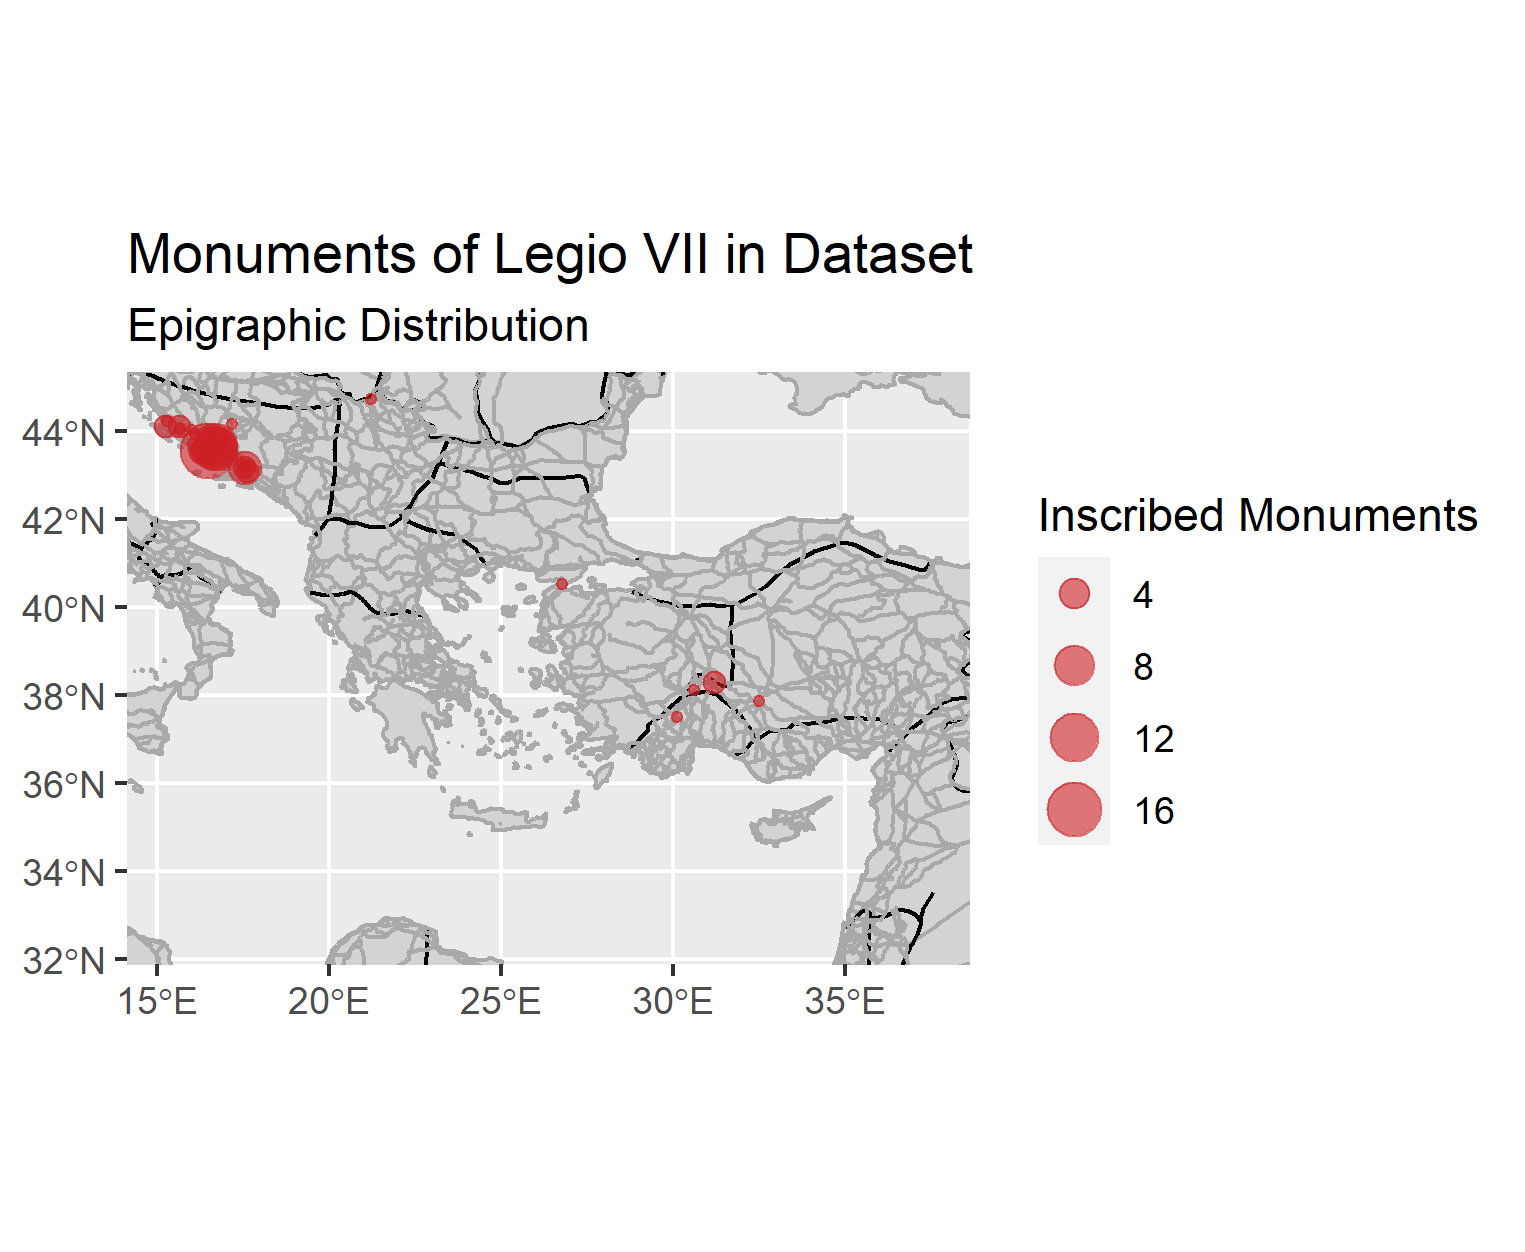 Monuments of Legio VII in Dataset
Epigraphic Distribution
44°N
42°N
40°N
38°N
36°N
34°N
32°N
15°E
20°E
25°E
30°E
35°E
Inscribed Monuments
4
8
12
16